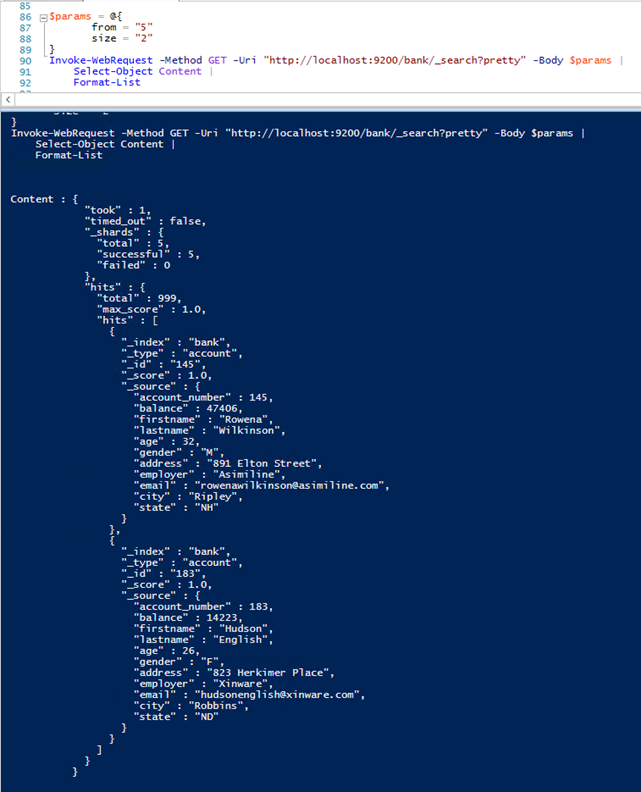 85
86 $params = @{
87 from = "5"
88 size = "2"
89 }
90 Invoke-WebRequest -Method GET -Uri "http://localhost:9200/bank/_search?pretty" -Body $params |
91 Select-Object Content |
92 Format-List
}
Invoke-WebRequest -Method GET -Uri "http://localhost:9200/bank/_search?pretty" -Body $params |
Select-Object Content |
Format-List
Content : {
"took" : 1,
"timed_out" : false,
"_shards" : {
"total" : 5,
"successful" : 5,
"failed" : 0
},
"hits" : {
"total" : 999,
"max_score" : 1.0,
"hits" : [
{
"_index" : "bank",
"_type" : "account",
"_id" : "145",
"_score" : 1.0,
"_source" : {
"account_number" : 145,
"balance" : 47406,
"firstname" : "Rowena",
"lastname" : "Wilkinson",
"age" : 32,
"gender" : "M",
"address" : "891 Elton Street",
"employer" : "Asimiline",
"email" : "rowenawilkinson@asimiline.com",
"city" : "Ripley",
"state" : "NH"
}
},
{
"_index" : "bank",
"_type" : "account",
"_id" : "183",
"_score" : 1.0,
"_source" : {
"account_number" : 183,
"balance" : 14223,
"firstname" : "Hudson",
"lastname" : "English",
"age" : 26,
"gender" : "F",
"address" : "823 Herkimer Place",
"employer" : "Xinware",
"email" : "hudsonenglish@xinware.com",
"city" : "Robbins",
"state" : "ND"
}
}
]
}
}